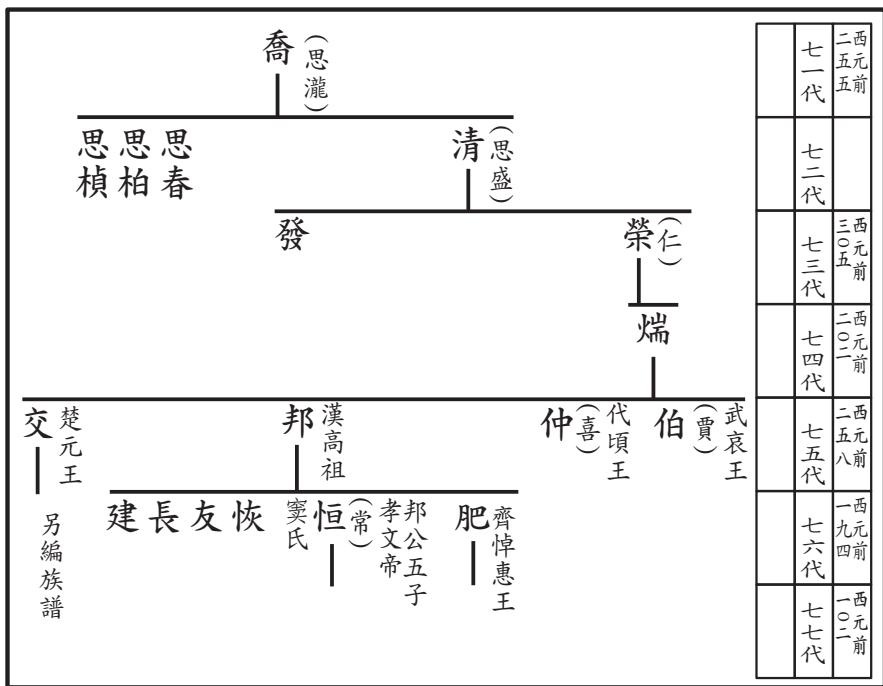 西元前二五五
七一代
七二代
西元前三〇五
七三代
西元前二〇二
七四代
西元前二五八
七五代
西元前一九四
七六代
西元前一〇二
七七代
喬
(思瀧)
清
(思盛)
思春
思柏
思楨
榮
(仁)
發
煓
武哀王
伯
(賈)
代頃王
仲
(喜)
漢高祖
邦
楚元王
交
齊悼惠王
肥
邦公五子
孝文帝
恒
(常)
竇氏
恢
友
長
建
另編族譜